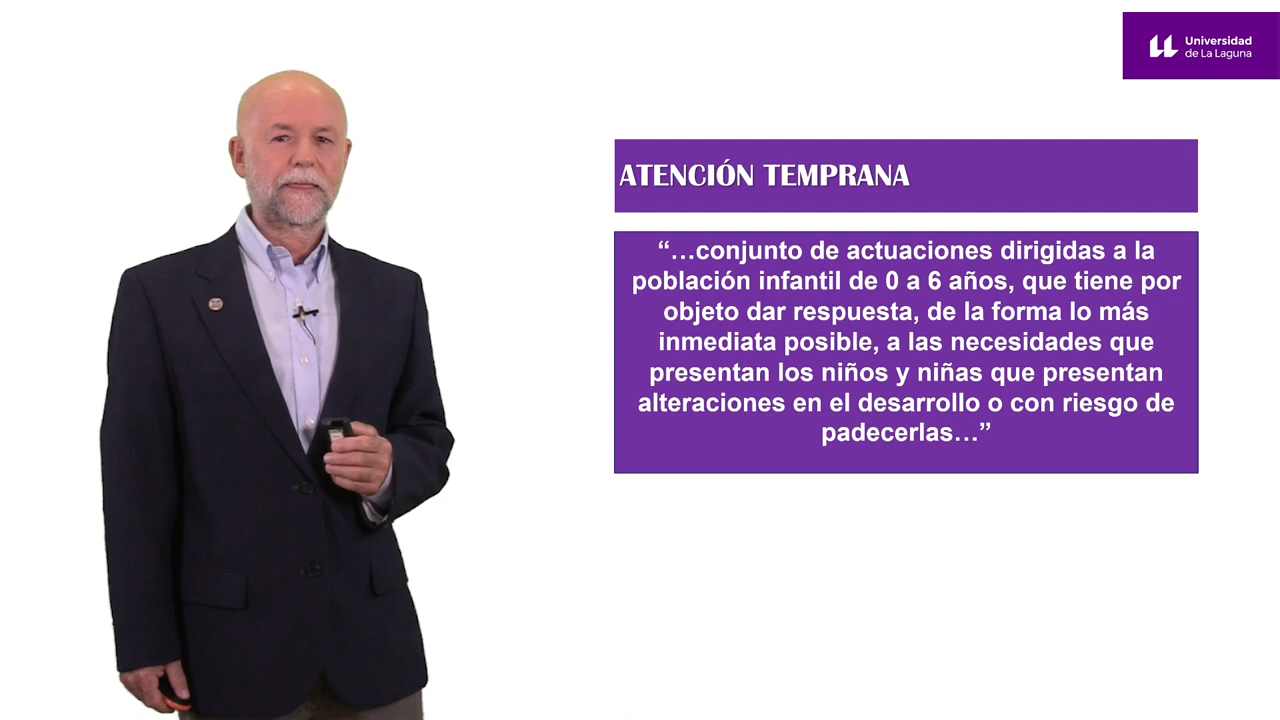 Universidad
de La Laguna
ATENCIÓN TEMPRANA
“…conjunto de actuaciones dirigidas a la
población infantil de 0 a 6 años, que tiene por
objeto dar respuesta, de la forma lo más
inmediata posible, a las necesidades que
presentan los niños y niñas que presentan
alteraciones en el desarrollo o con riesgo de
padecerlas…”